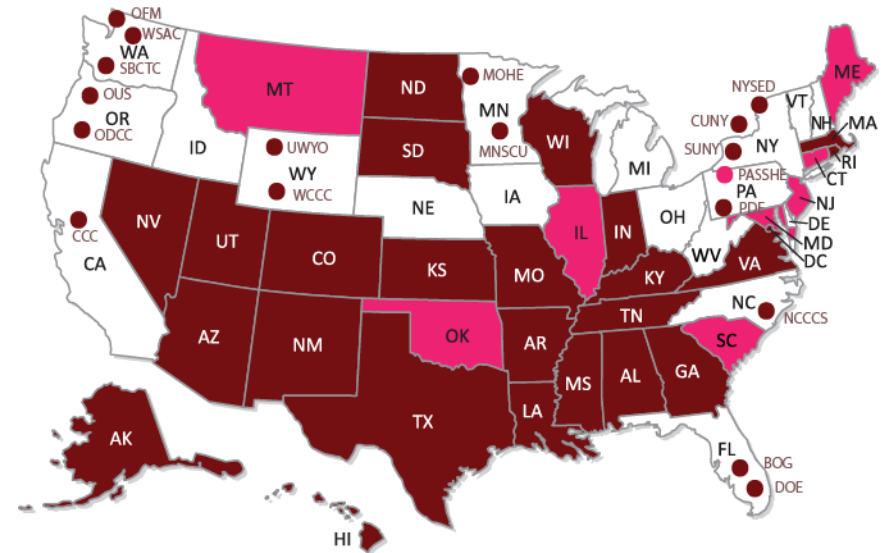 OFM
WSAC
WA
SBCTC
OUS
OR
ODCC
ID
MT
ND
MOHE
MN
MNSCU
WI
NYSED
VT
ME
CUNY
NH
MA
SUNY
NY
RI
CT
UWYO
WY
WCCC
SD
MI
PASSHE
PA
PDE
NJ
DE
MD
DC
NE
IA
OH
WV
CCC
CA
NV
UT
CO
KS
MO
IL
IN
KY
VA
NC
NCCCS
TN
AZ
NM
OK
AR
SC
MS
AL
GA
TX
LA
AK
FL
BOG
DOE
HI